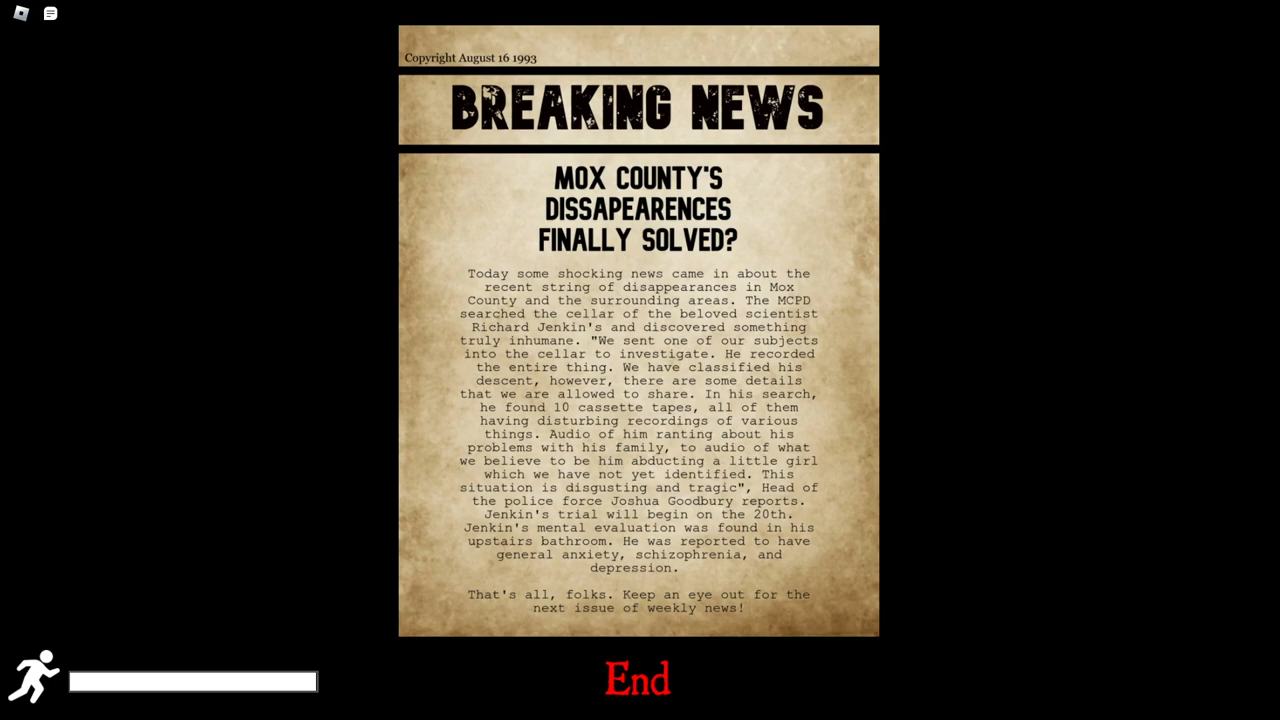 Copyright August 16 1993
BREAKING NEWS
MOX COUNTY'S
DISSAPEARENCES
FINALLY SOLVED?
Today some shocking news came in about the
recent string of disappearances in Mox
County and the surrounding areas. The MCPD
searched the cellar of the beloved scientist
Richard Jenkin's and discovered something
truly inhumane. "We sent one of our subjects
into the cellar to investigate. He recorded
the entire thing. We have classified his
descent, however, there are some details
that we are allowed to share. In his search,
he found 10 cassette tapes, all of them
having disturbing recordings of various
things. Audio of him ranting about his
problems with his family, to audio of what
we believe to be him abducting a little girl
which we have not yet identified. This
situation is disgusting and tragic", Head of
the police force Joshua Goodbury reports.
Jenkin's trial will begin on the 20th.
Jenkin's mental evaluation was found in his
upstairs bathroom. He was reported to have
general anxiety, schizophrenia, and
depression.
That's all, folks. Keep an eye out for the
next issue of weekly news!
End